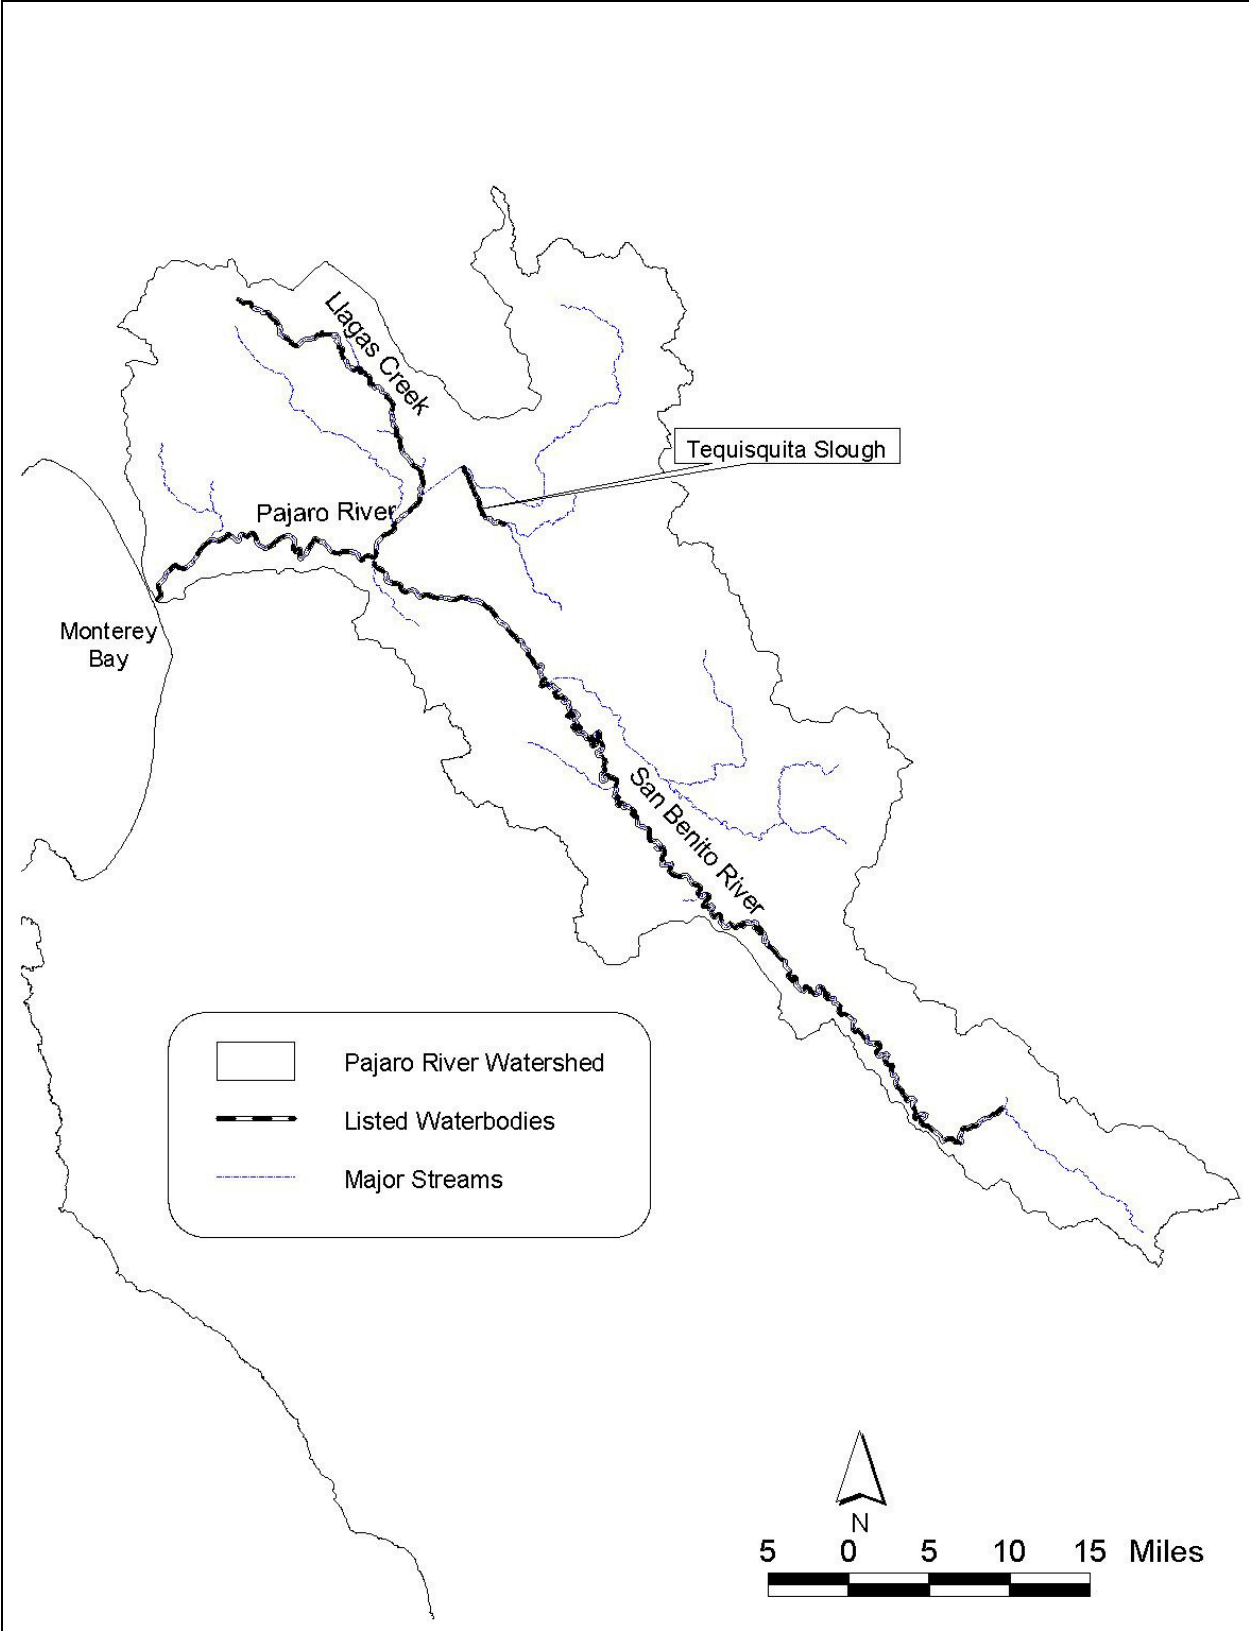 Llagas Creek
Tequisquita Slough
Pajaro River
Monterey
Bay
San Benito River
Pajaro River Watershed
Listed Waterbodies
Major Streams
N
5 0 5 10 15 Miles